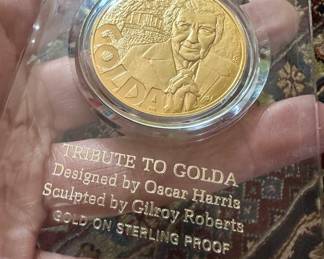 GOLDA
TRIBUTE TO GOLDA
Designed by Oscar Harris
Sculpted by Gilroy Roberts
GOLD ON STERLING PROOF